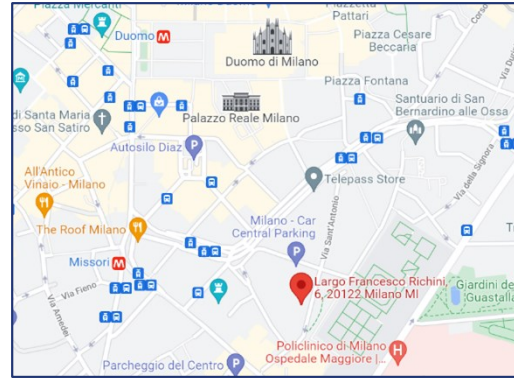 Piazza Mercanti
Piazzetta
Pattari
Corso
Duomo M
Duomo di Milano
Piazza Cesare
Beccaria
Piazza Fontana
di Santa Maria
sso San Satiro
Palazzo Reale Milano
Santuario di San
Bernardino alle Ossa
Autosilo Diaz P
Telepass Store
Via della Signora
All'Antico
Vinaio - Milano
Via Sant'Antonio
The Roof Milano
Milano - Car
Central Parking P
Missori M
Via Fieno
Via Amedei
Largo Francesco Richini,
6, 20122 Milano MI
Giardini de
Guastalla
Policlinico di Milano
Ospedale Maggiore |... H
Parcheggio del Centro P